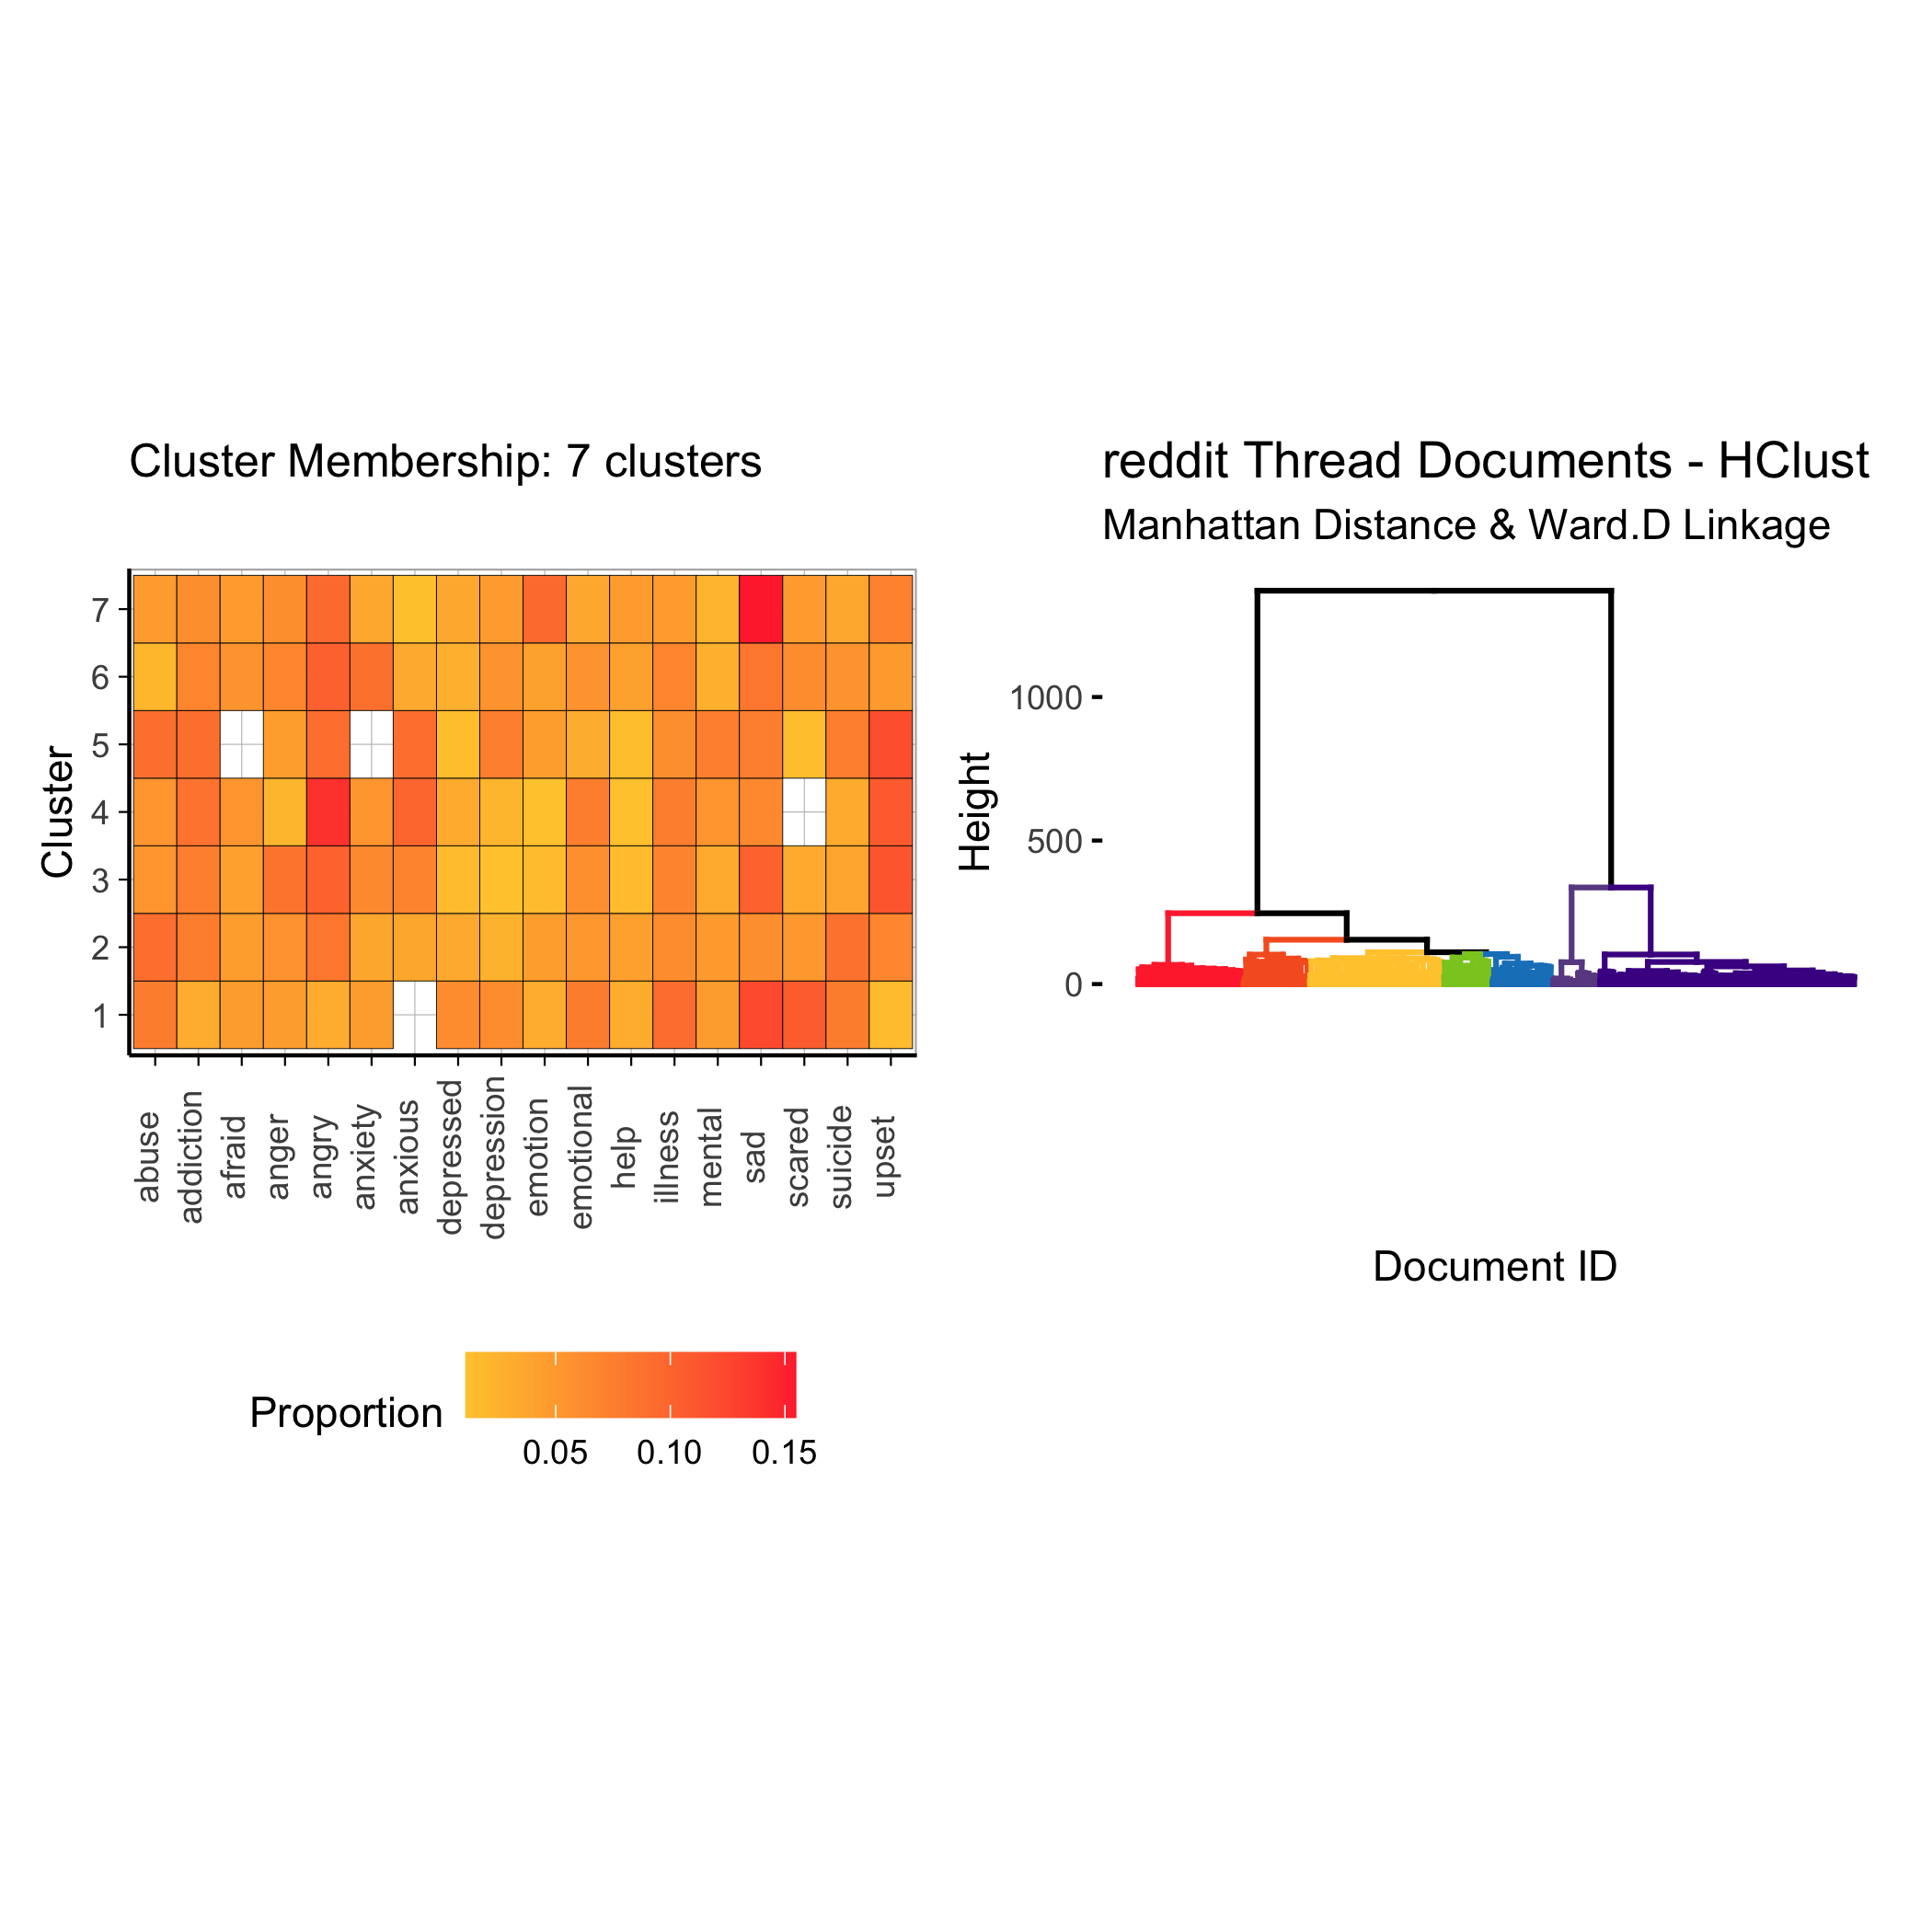 Cluster Membership: 7 clusters
Cluster
7
6
5
4
3
2
1
abuse
addiction
afraid
anger
angry
anxiety
anxious
depressed
depression
emotion
emotional
help
illness
mental
sad
scared
suicide
upset
Proportion
0.05 0.10 0.15
reddit Thread Documents - HClust
Manhattan Distance & Ward.D Linkage
Height
1000
500
0
Document ID